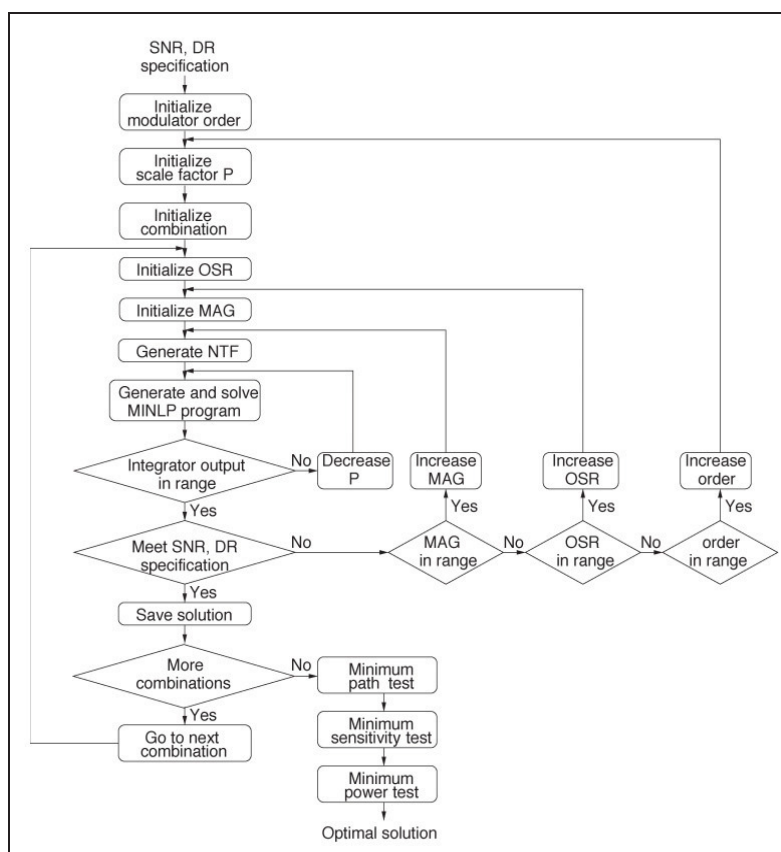 SNR, DR
specification
Initialize
modulator order
Initialize
scale factor P
Initialize
combination
Initialize OSR
Initialize MAG
Generate NTF
Generate and solve
MINLP program
Integrator output
in range
No
Decrease
P
Increase
MAG
Increase
OSR
Increase
order
Yes
Yes
Yes
Yes
Meet SNR, DR
specification
No
MAG
in range
No
OSR
in range
No
order
in range
Yes
Save solution
More
combinations
No
Minimum
path test
Yes
Go to next
combination
Minimum
sensitivity test
Minimum
power test
Optimal solution